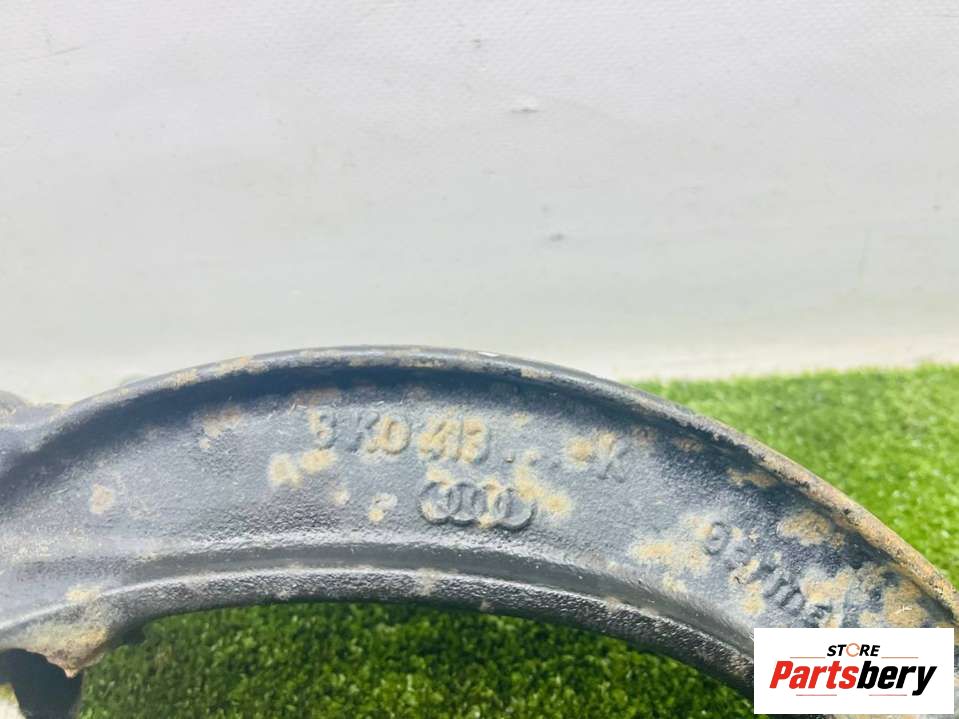 8K0 413 ... K
STORE
Partsbery